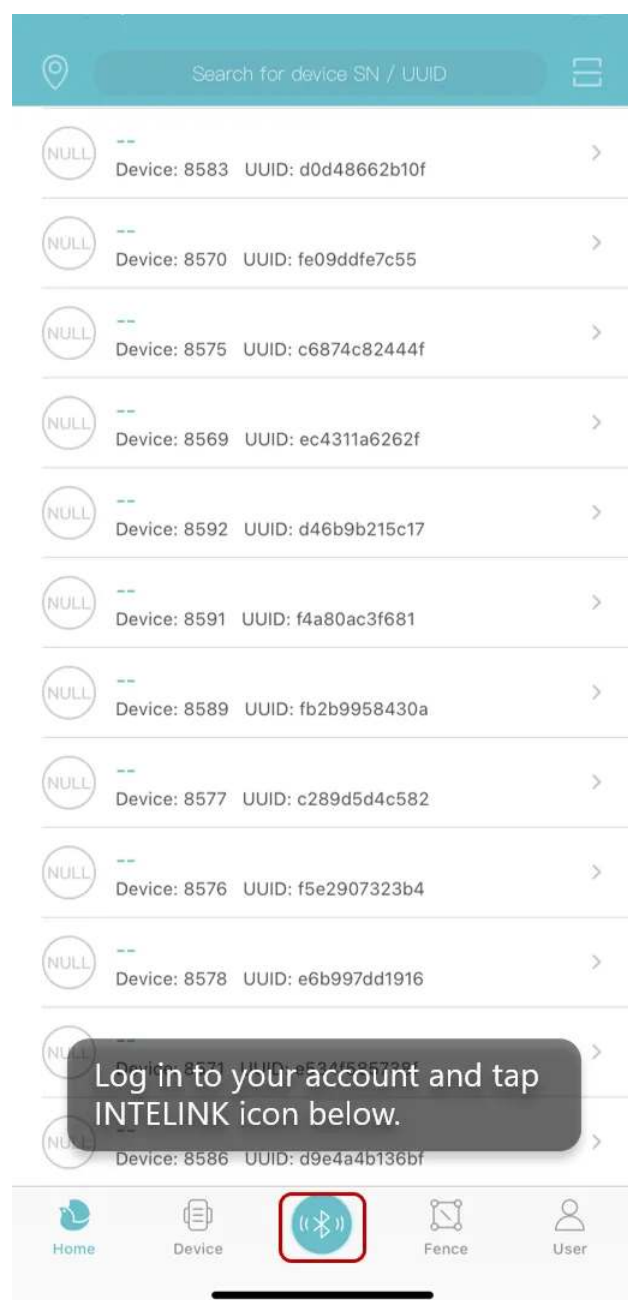 Search for device SN / UUID
NULL
--
Device: 8583 UUID: d0d48662b10f
NULL
--
Device: 8570 UUID: fe09ddfe7c55
NULL
--
Device: 8575 UUID: c6874c82444f
NULL
--
Device: 8569 UUID: ec4311a6262f
NULL
--
Device: 8592 UUID: d46b9b215c17
NULL
--
Device: 8591 UUID: f4a80ac3f681
NULL
--
Device: 8589 UUID: fb2b9958430a
NULL
--
Device: 8577 UUID: c289d5d4c582
NULL
--
Device: 8576 UUID: f5e2907323b4
NULL
--
Device: 8578 UUID: e6b997dd1916
Log in to your account and tap
INTELINK icon below.
Device: 8586 UUID: d9e4a4b136bf
Home Device Fence User